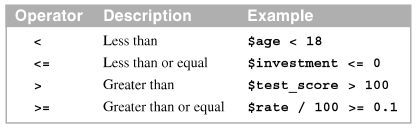 Operator Description Example
< Less than $age < 18
<= Less than or equal $investment <= 0
> Greater than $test_score > 100
>= Greater than or equal $rate / 100 >= 0.1